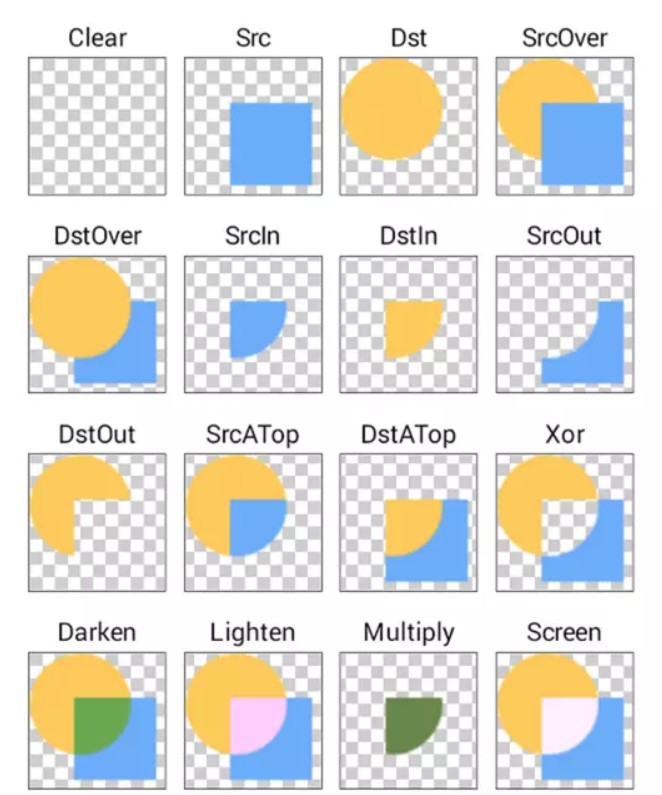 Clear Src Dst SrcOver
DstOver SrcIn DstIn SrcOut
DstOut SrcATop DstATop Xor
Darken Lighten Multiply Screen